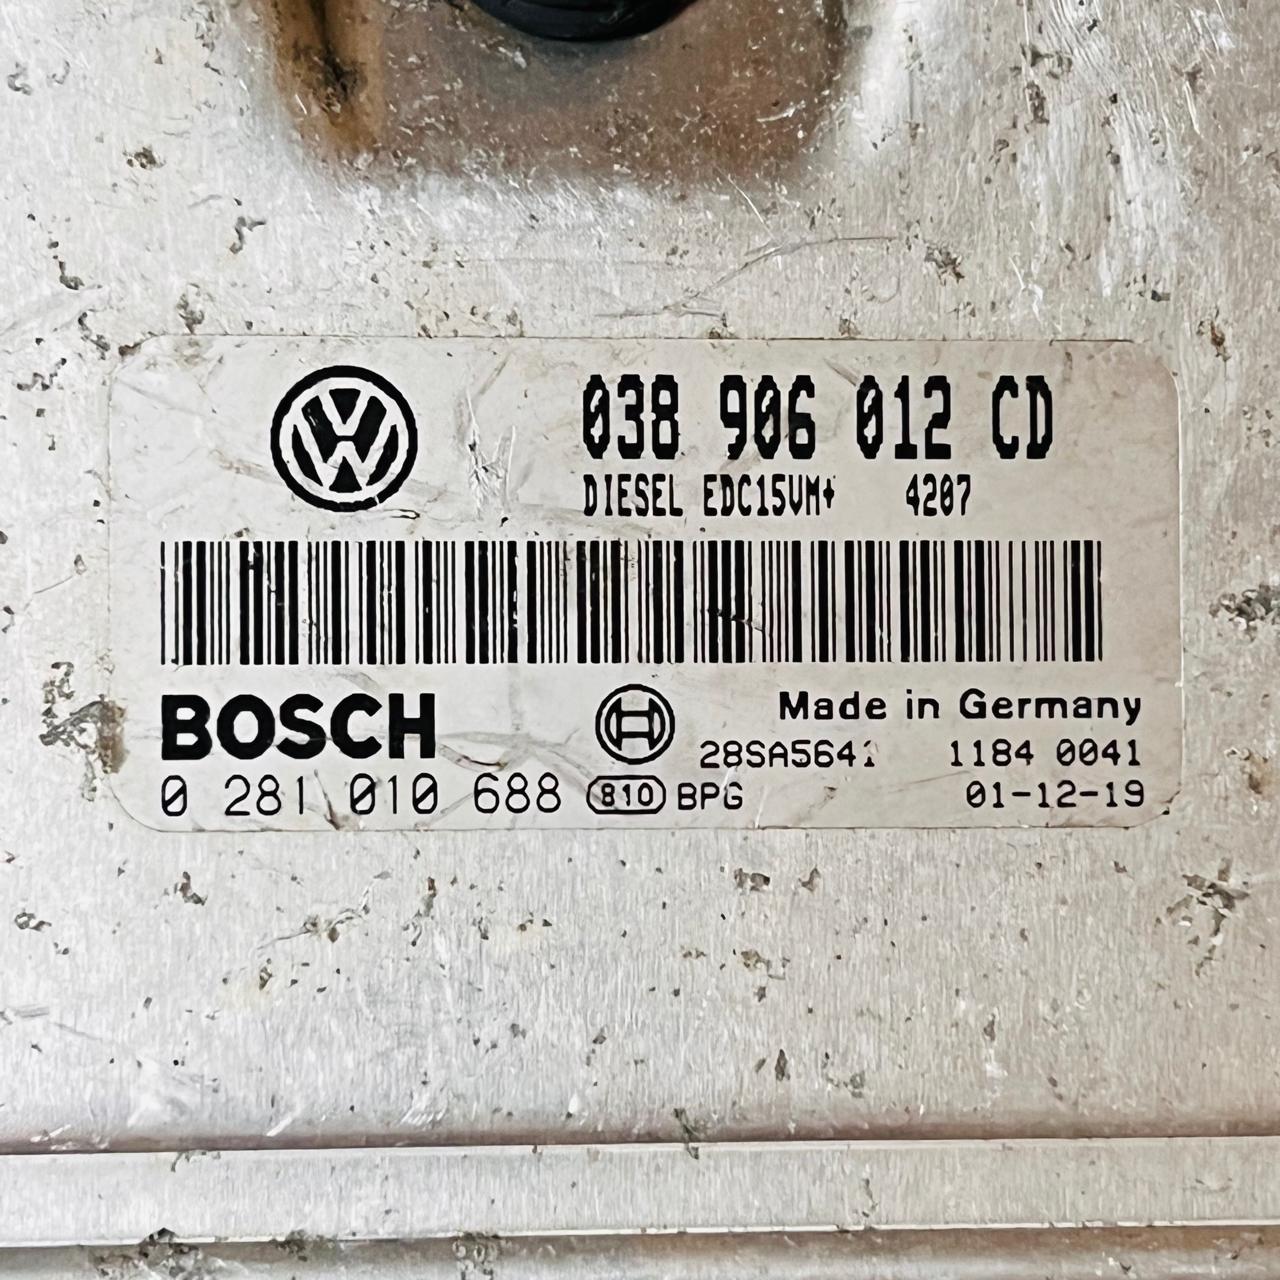 038 906 012 CD
DIESEL EDC15VM+ 4207
BOSCH
Made in Germany
28SA5641 1184 0041
0 281 010 688 810 BPG 01-12-19